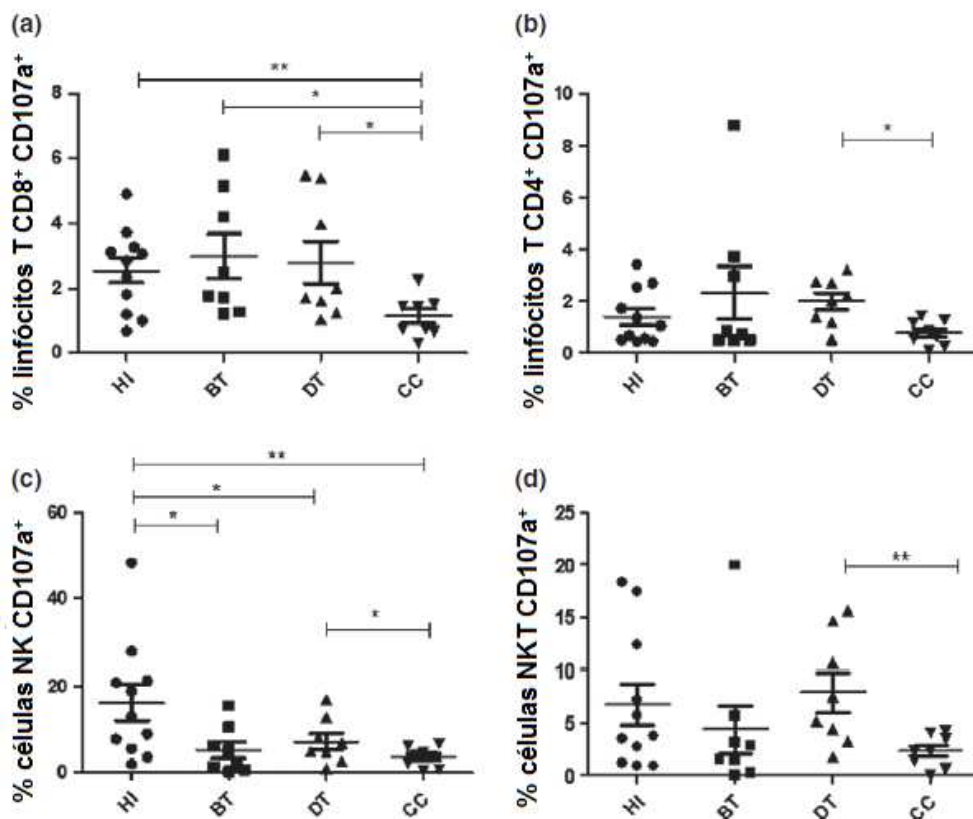 (a)
% linfócitos T CD8⁺ CD107a⁺
8
6
4
2
0
**
*
*
HI
BT
DT
CC
(b)
% linfócitos T CD4⁺ CD107a⁺
10
8
6
4
2
0
*
HI
BT
DT
CC
(c)
% células NK CD107a⁺
60
40
20
0
**
*
*
*
HI
BT
DT
CC
(d)
% células NKT CD107a⁺
25
20
15
10
5
0
**
HI
BT
DT
CC